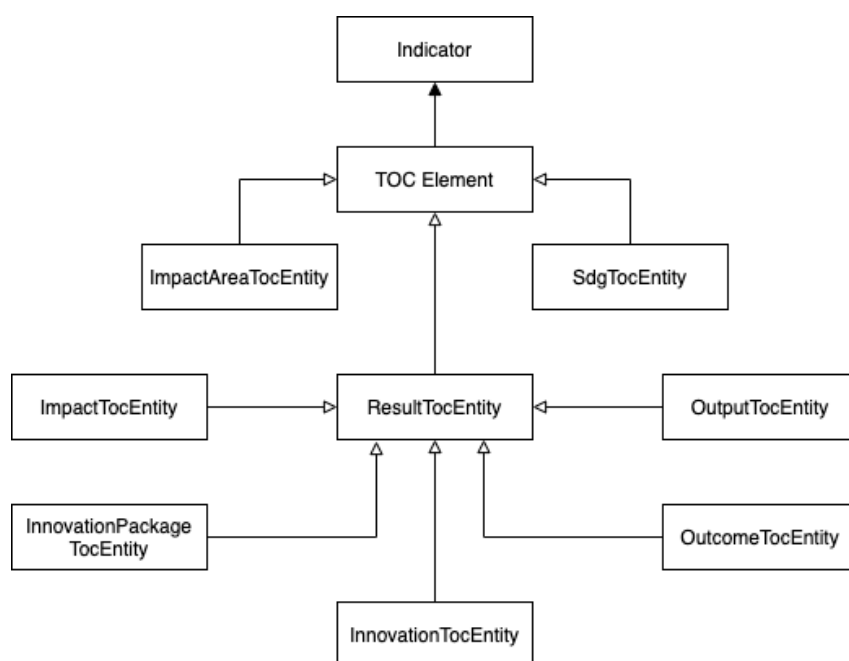 Indicator
TOC Element
ImpactAreaTocEntity
SdgTocEntity
ImpactTocEntity
ResultTocEntity
OutputTocEntity
InnovationPackage
TocEntity
OutcomeTocEntity
InnovationTocEntity